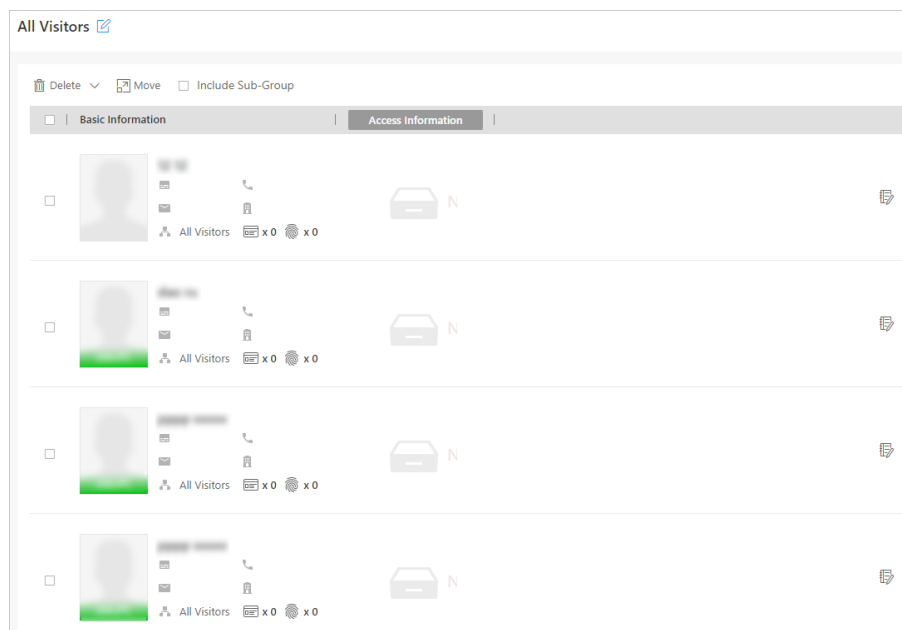 All Visitors
Delete Move Include Sub-Group
Basic Information Access Information
N
All Visitors x 0 x 0
N
All Visitors x 0 x 0
N
All Visitors x 0 x 0
N
All Visitors x 0 x 0